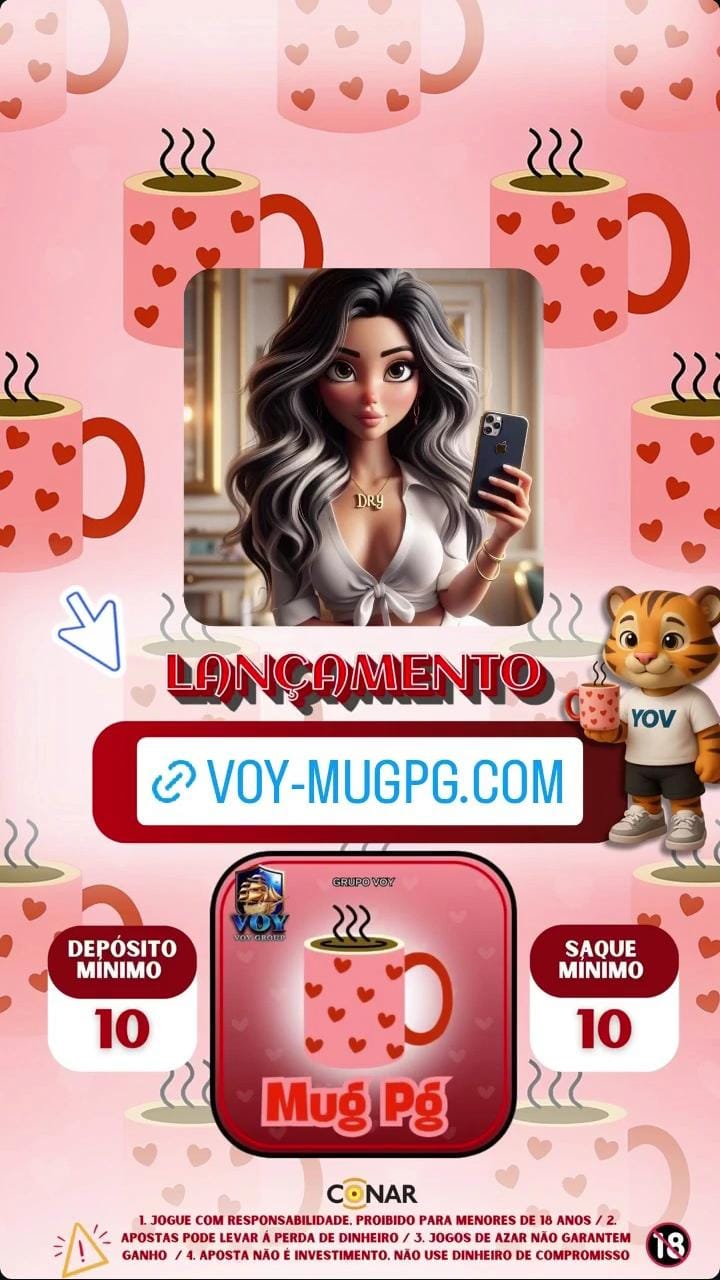 DRY
LANÇAMENTO
YOV
VOY-MUGPG.COM
GRUPO VOY
VOY
VOY GROUP
DEPÓSITO
MÍNIMO
10
SAQUE
MÍNIMO
10
Mug Pg
CONAR
1. JOGUE COM RESPONSABILIDADE. PROIBIDO PARA MENORES DE 18 ANOS / 2.
APOSTAS PODE LEVAR Á PERDA DE DINHEIRO / 3. JOGOS DE AZAR NÃO GARANTEM
GANHO / 4. APOSTA NÃO É INVESTIMENTO. NÃO USE DINHEIRO DE COMPROMISSO
18